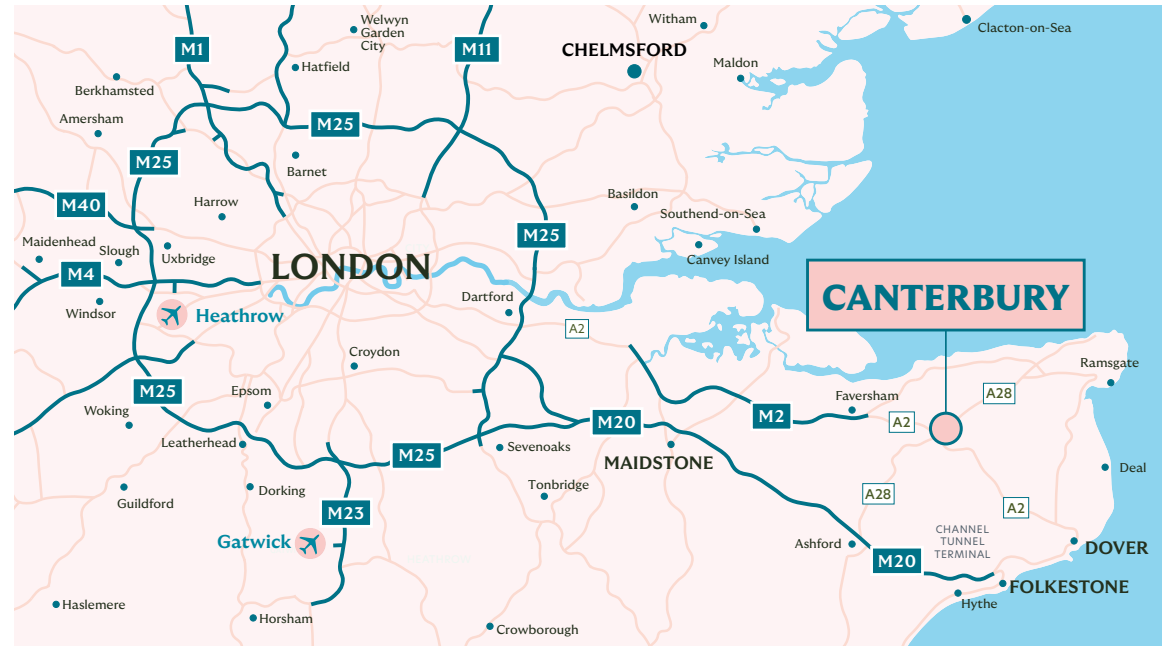 Welwyn
Garden
City
Witham
Clacton-on-Sea
M1
M11
CHELMSFORD
Hatfield
Maldon
Berkhamsted
Amersham
M25
M25
Barnet
Basildon
M40
Harrow
Southend-on-Sea
M25
Maidenhead
Slough
Uxbridge
Canvey Island
LONDON
M4
Dartford
CANTERBURY
Windsor
Heathrow
A2
Croydon
Ramsgate
M25
Epsom
Faversham
A28
Woking
M2
A2
M20
Leatherhead
Sevenoaks
M25
MAIDSTONE
Deal
Tonbridge
Dorking
A28
Guildford
M23
A2
CHANNEL
TUNNEL
TERMINAL
Gatwick
Ashford
DOVER
M20
FOLKESTONE
Haslemere
Hythe
Horsham
Crowborough